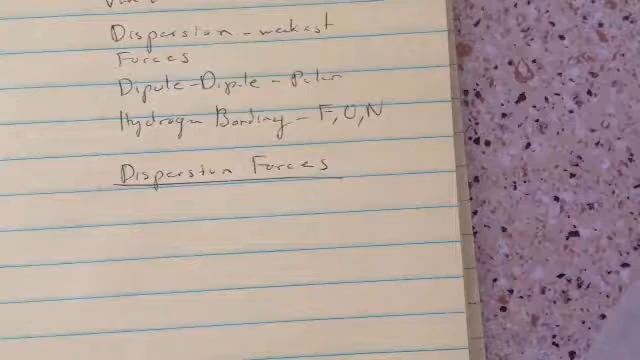 Dispersion - weakest
Forces
Dipole-Dipole - Polar
Hydrogen Bonding - F, O, N
Dispersion Forces